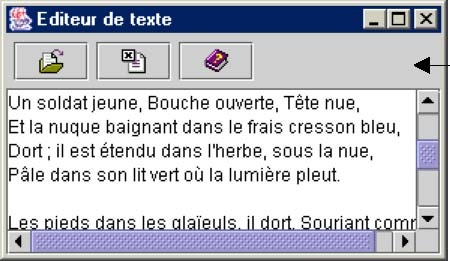 Editeur de texte
Un soldat jeune, Bouche ouverte, Tête nue,
Et la nuque baignant dans le frais cresson bleu,
Dort ; il est étendu dans l'herbe, sous la nue,
Pâle dans son lit vert où la lumière pleut.
Les pieds dans les glaïeuls, il dort. Souriant